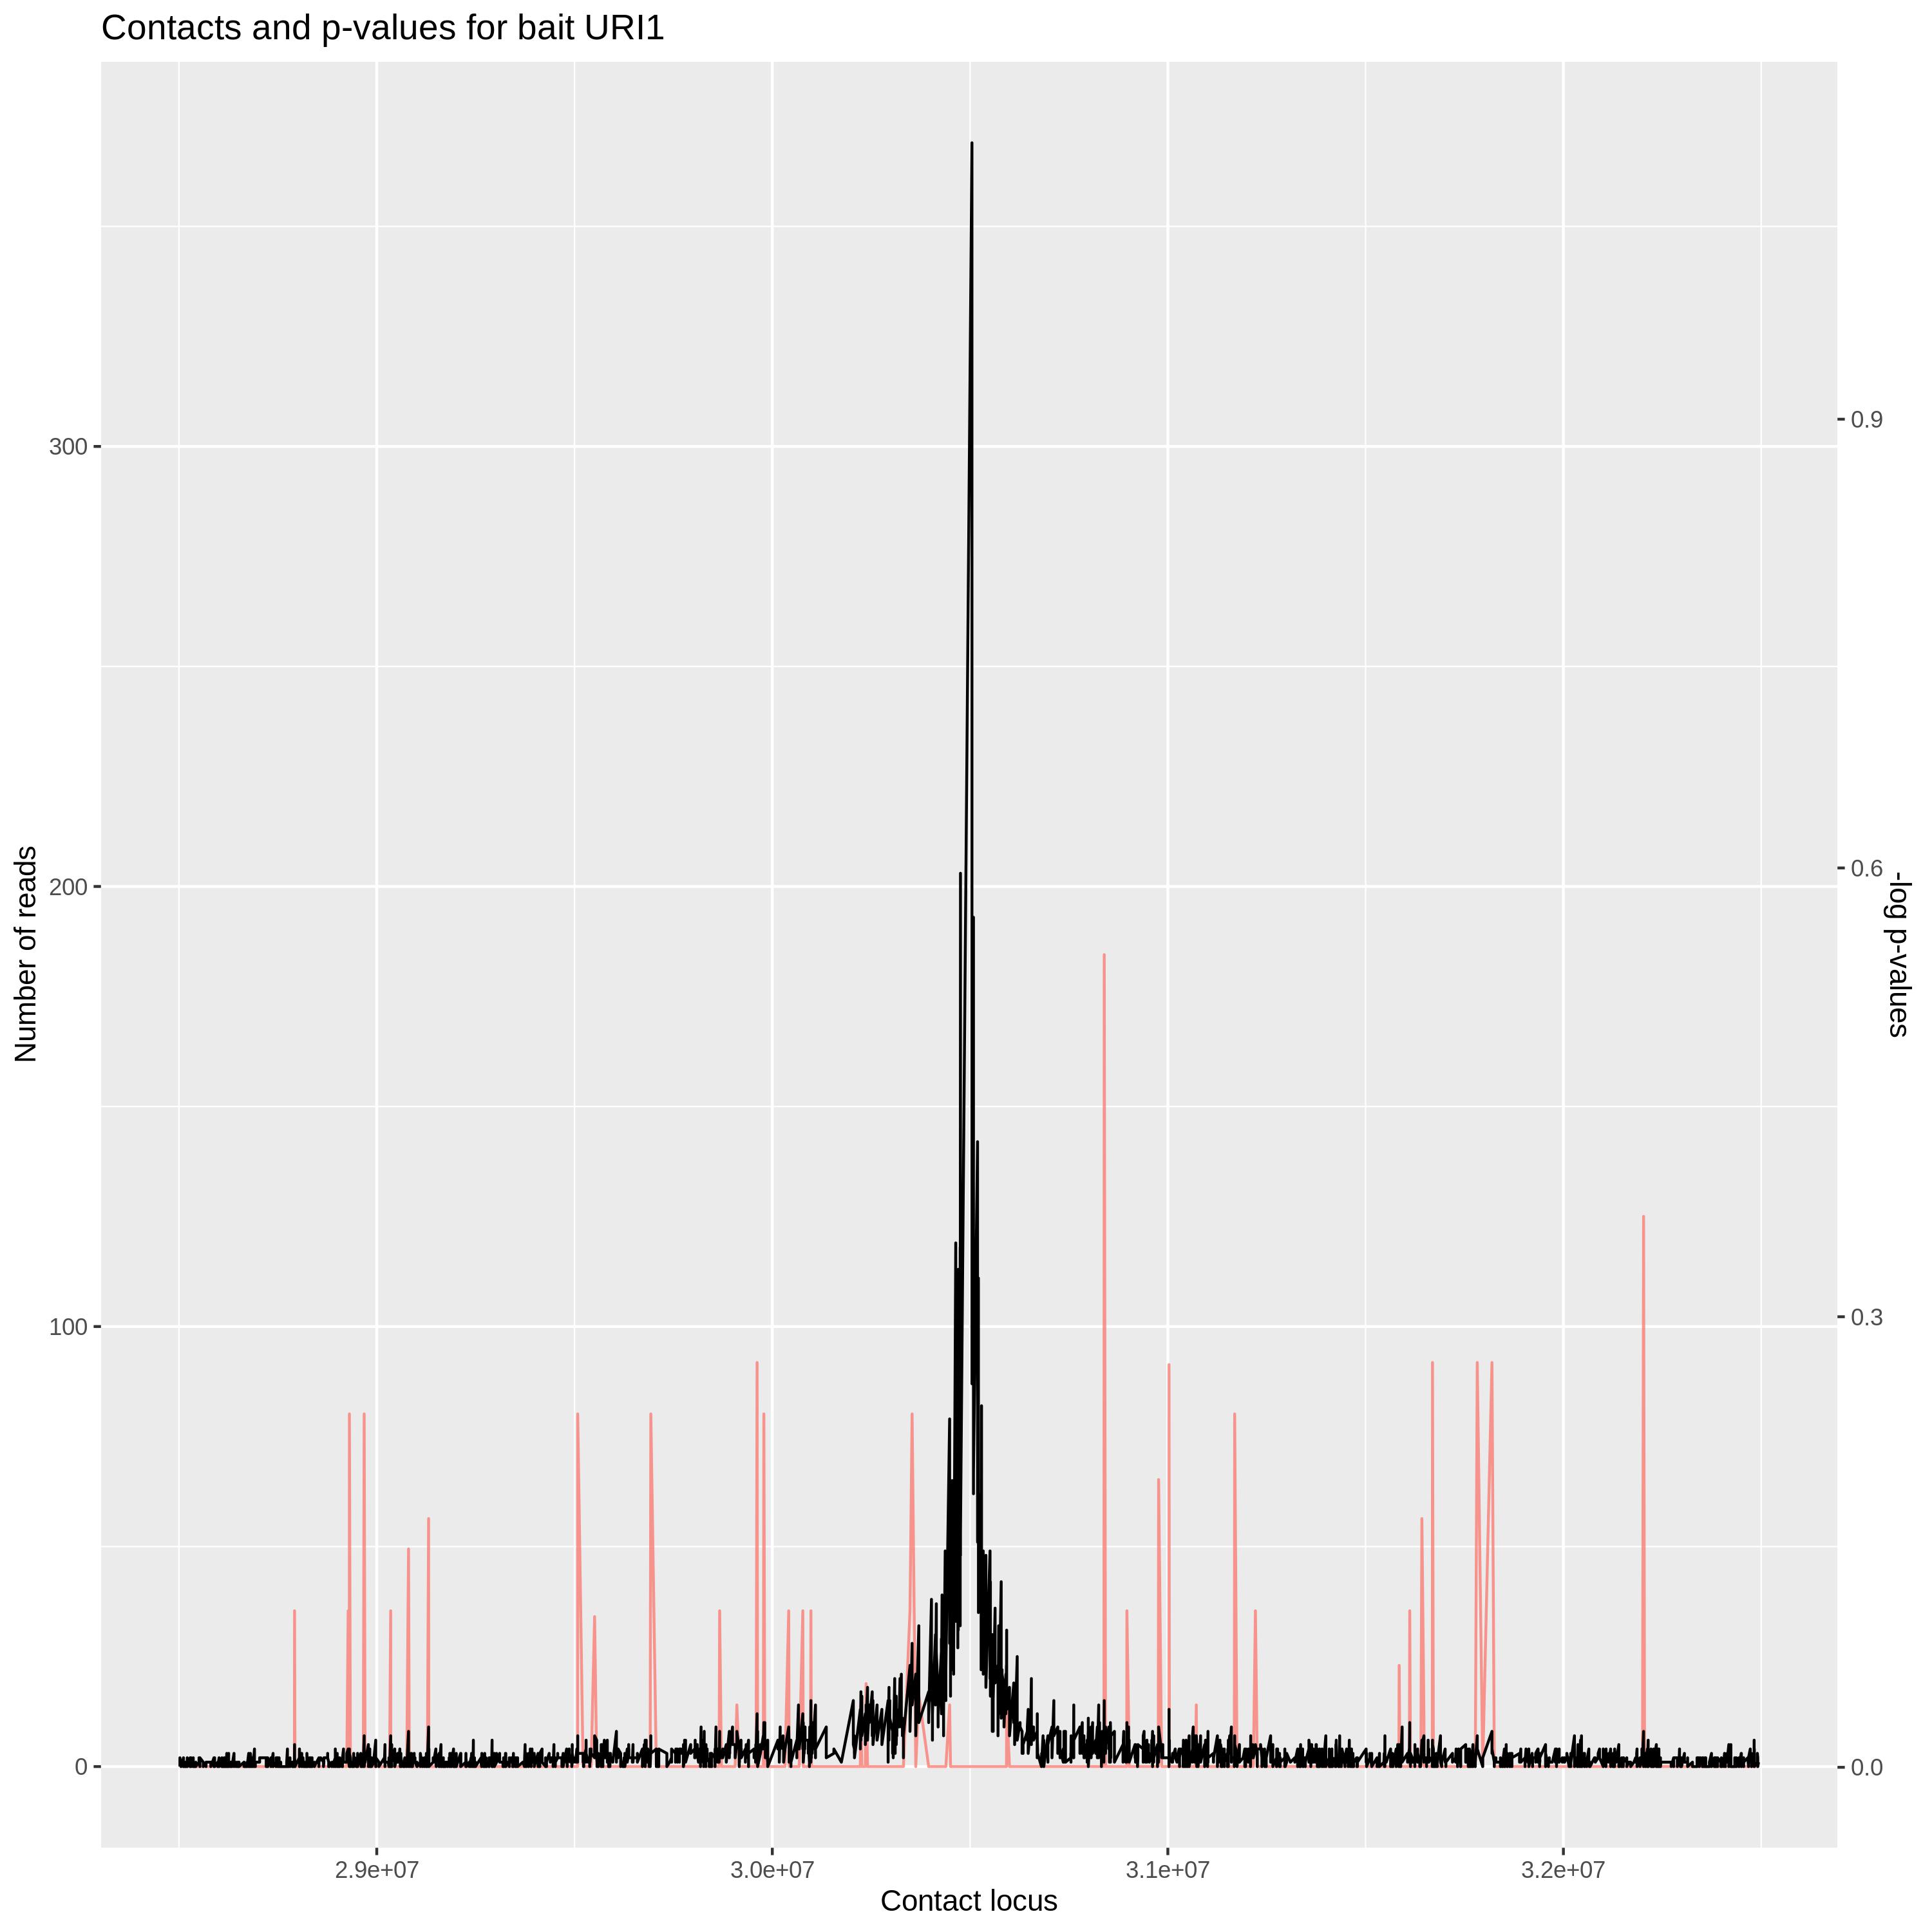 Contacts and p-values for bait URI1
Number of reads
300
200
100
0
0.9
0.6
0.3
0.0
-log p-values
2.9e+07
3.0e+07
3.1e+07
3.2e+07
Contact locus